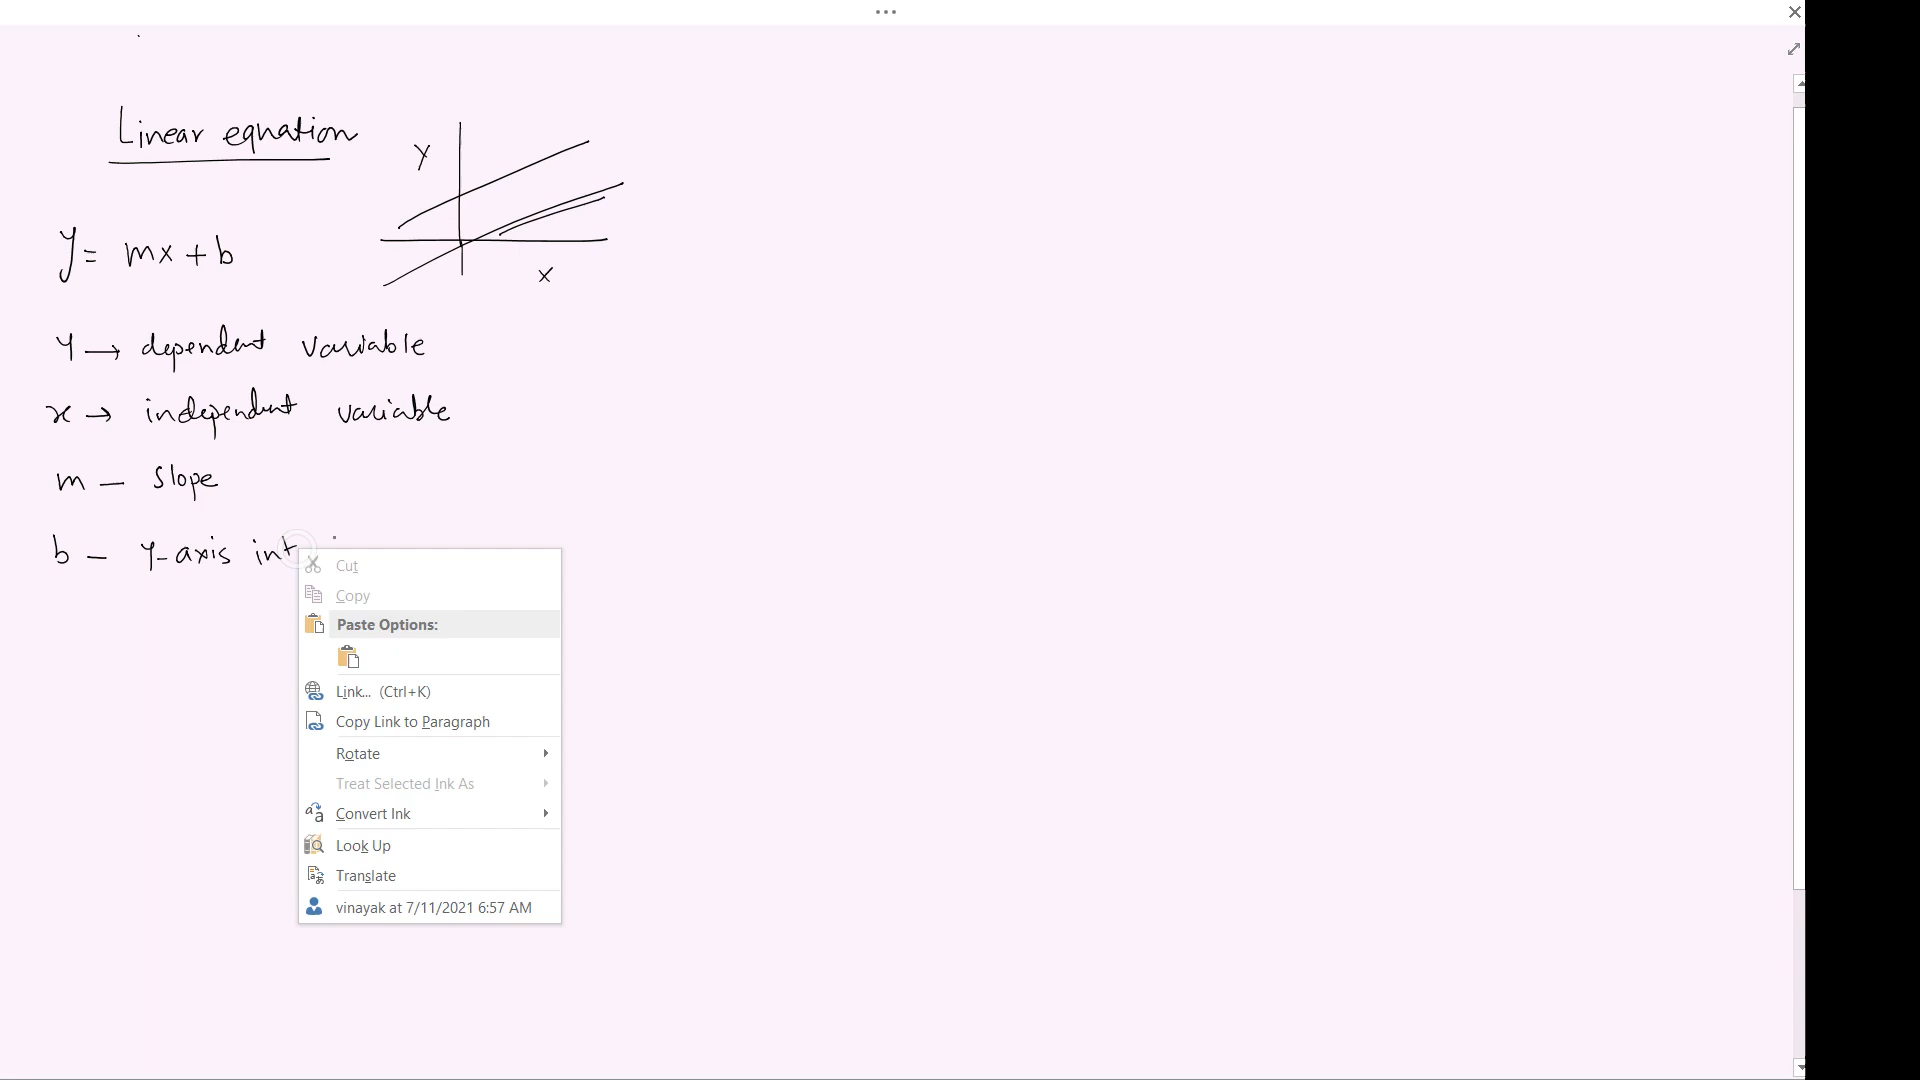 Linear equation
Y
y = mx + b
X
Y → dependent variable
x → independent variable
m — Slope
b — Y-axis int
Cut
Copy
Paste Options:
Link... (Ctrl+K)
Copy Link to Paragraph
Rotate
Treat Selected Ink As
Convert Ink
Look Up
Translate
vinayak at 7/11/2021 6:57 AM